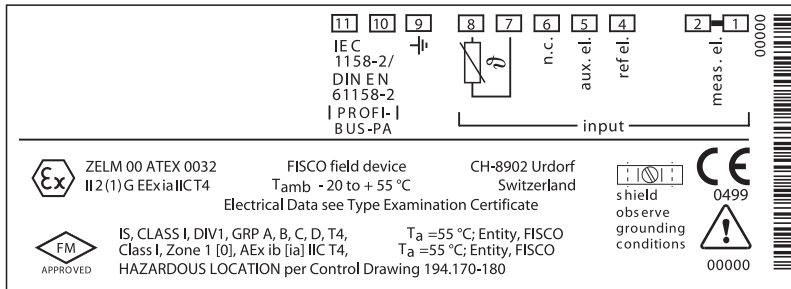 11 10 9 8 7 6 5 4 2 1
IEC
1158-2/
DIN EN
61158-2
PROFI-
BUS-PA
ϑ
n.c.
aux. el.
ref el.
meas. el.
input
00000
Ex
ZELM 00 ATEX 0032
II 2 (1) G EEx ia IIC T4
FISCO field device
Tamb - 20 to + 55 °C
CH-8902 Urdorf
Switzerland
Electrical Data see Type Examination Certificate
FM
APPROVED
IS, CLASS I, DIV1, GRP A, B, C, D, T4, Ta =55 °C; Entity, FISCO
Class I, Zone 1 [0], AEx ib [ia] IIC T4, Ta =55 °C; Entity, FISCO
HAZARDOUS LOCATION per Control Drawing 194.170-180
shield
observe
grounding
conditions
CE
0499
00000